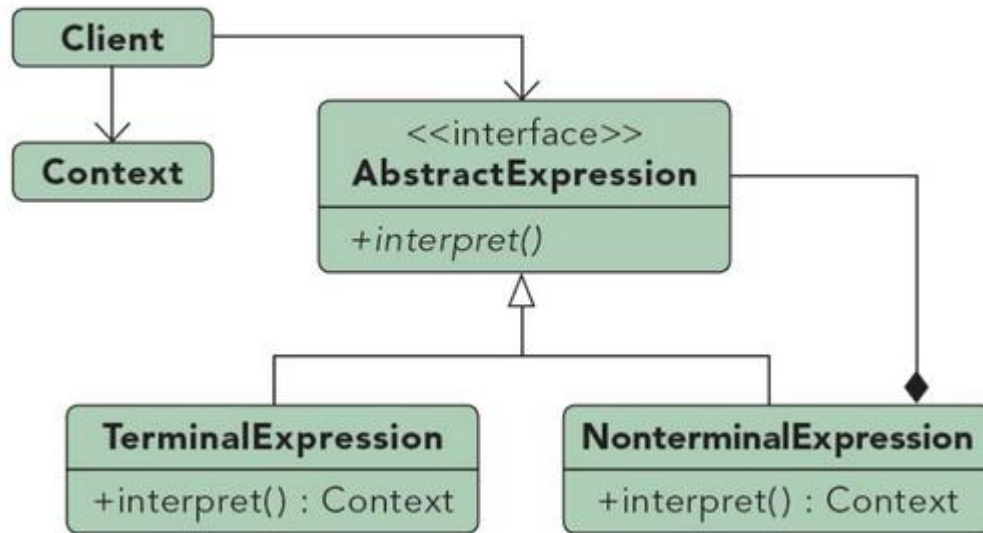 Client
Context
<<interface>>
AbstractExpression
+interpret()
TerminalExpression
+interpret() : Context
NonterminalExpression
+interpret() : Context